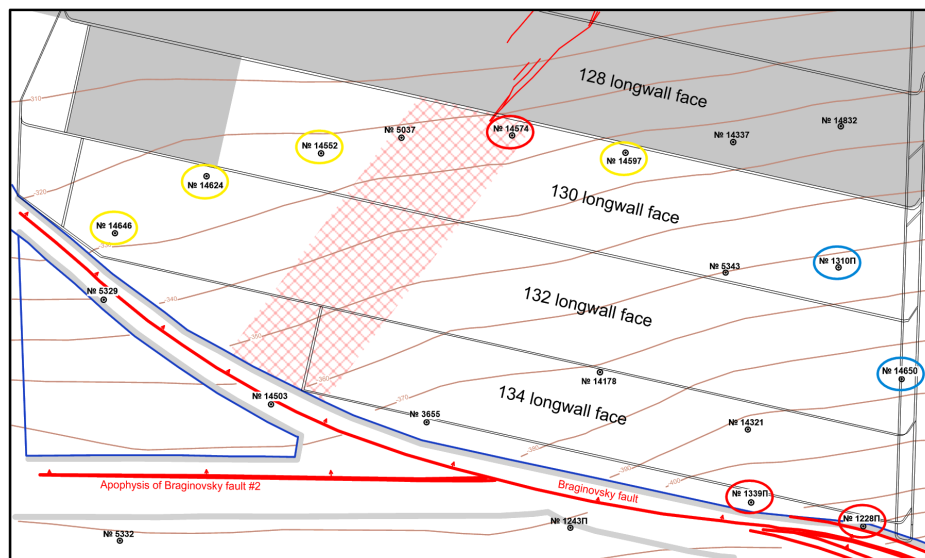 128 longwall face
№ 14832
№ 14337
№ 5037
№ 14574
-310
№ 14552
№ 14597
№ 14624
130 longwall face
-320
№ 14646
-330
№ 1310П
№ 5343
№ 5329
-340
132 longwall face
-350
№ 14650
№ 14178
-360
134 longwall face
-370
№ 14503
№ 3655
№ 14321
-380
-390
Apophysis of Braginovsky fault #2
Braginovsky fault
-400
№ 1339П
№ 1243П
№ 1228П
№ 5332